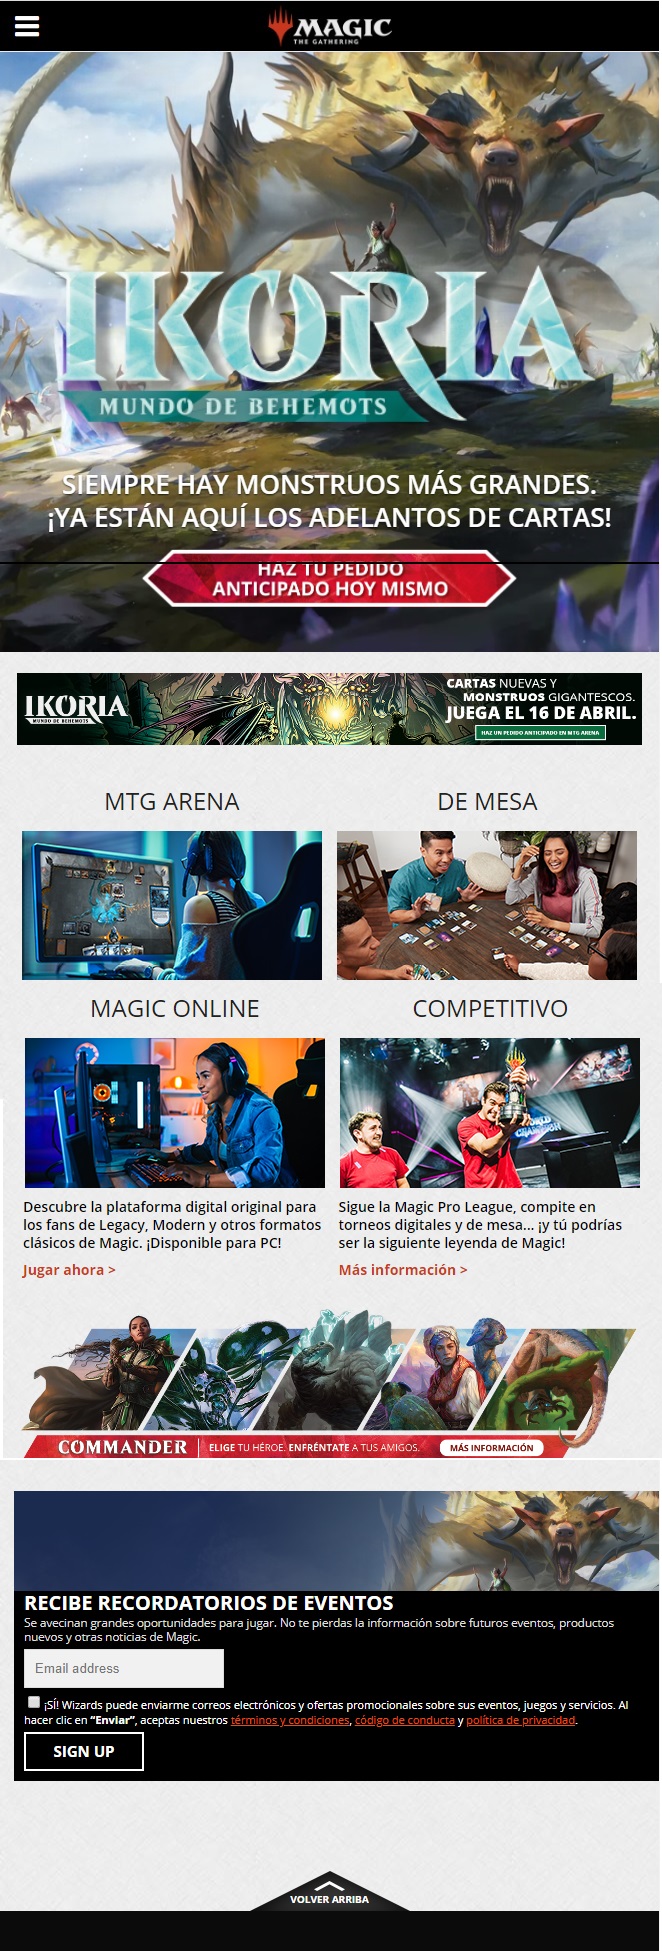 MAGIC
THE GATHERING
IKORIA
MUNDO DE BEHEMOTS
SIEMPRE HAY MONSTRUOS MÁS GRANDES.
¡YA ESTÁN AQUÍ LOS ADELANTOS DE CARTAS!
HAZ TU PEDIDO
ANTICIPADO HOY MISMO
IKORIA
MUNDO DE BEHEMOTS
CARTAS NUEVAS Y
MONSTRUOS GIGANTESCOS.
JUEGA EL 16 DE ABRIL.
HAZ UN PEDIDO ANTICIPADO EN MTG ARENA
MTG ARENA
DE MESA
MAGIC ONLINE
COMPETITIVO
WORLD
CHAMPION
Descubre la plataforma digital original para
los fans de Legacy, Modern y otros formatos
clásicos de Magic. ¡Disponible para PC!
Jugar ahora >
Sigue la Magic Pro League, compite en
torneos digitales y de mesa... ¡y tú podrías
ser la siguiente leyenda de Magic!
Más información >
COMMANDER
ELIGE TU HÉROE. ENFRÉNTATE A TUS AMIGOS.
MÁS INFORMACIÓN
RECIBE RECORDATORIOS DE EVENTOS
Se avecinan grandes oportunidades para jugar. No te pierdas la información sobre futuros eventos, productos
nuevos y otras noticias de Magic.
Email address
¡SÍ! Wizards puede enviarme correos electrónicos y ofertas promocionales sobre sus eventos, juegos y servicios. Al
hacer clic en “Enviar”, aceptas nuestros términos y condiciones, código de conducta y política de privacidad.
SIGN UP
VOLVER ARRIBA